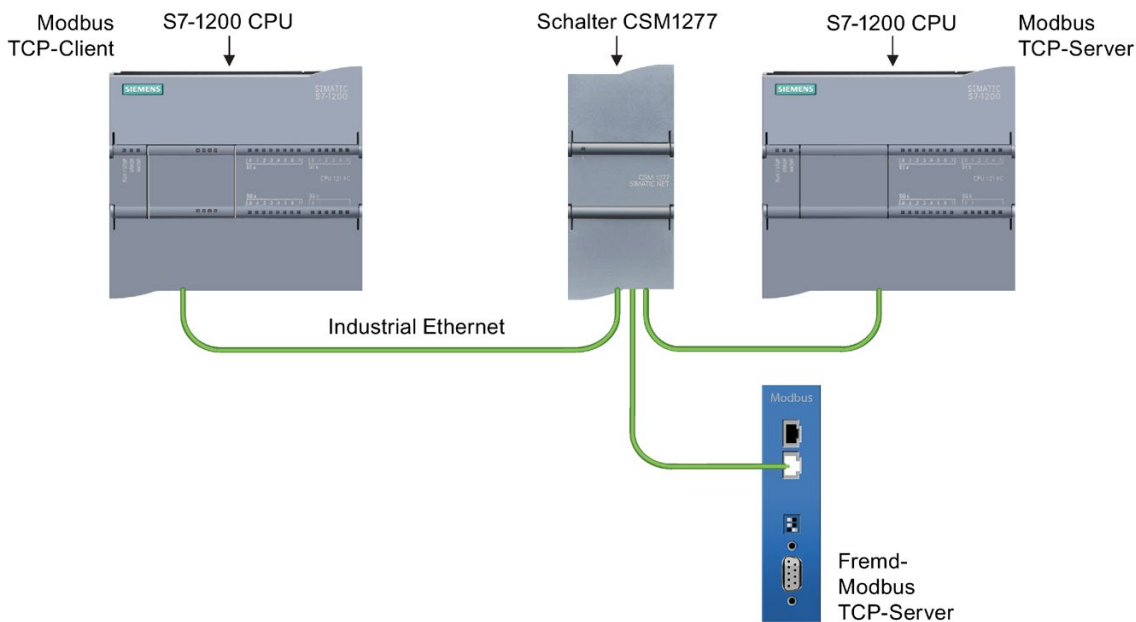 Modbus
TCP-Client
S7-1200 CPU
Schalter CSM1277
S7-1200 CPU
Modbus
TCP-Server
SIEMENS
SIMATIC
S7-1200
CSM 1277
SIMATIC NET
SIEMENS
SIMATIC
S7-1200
Industrial Ethernet
Modbus
Fremd-
Modbus
TCP-Server